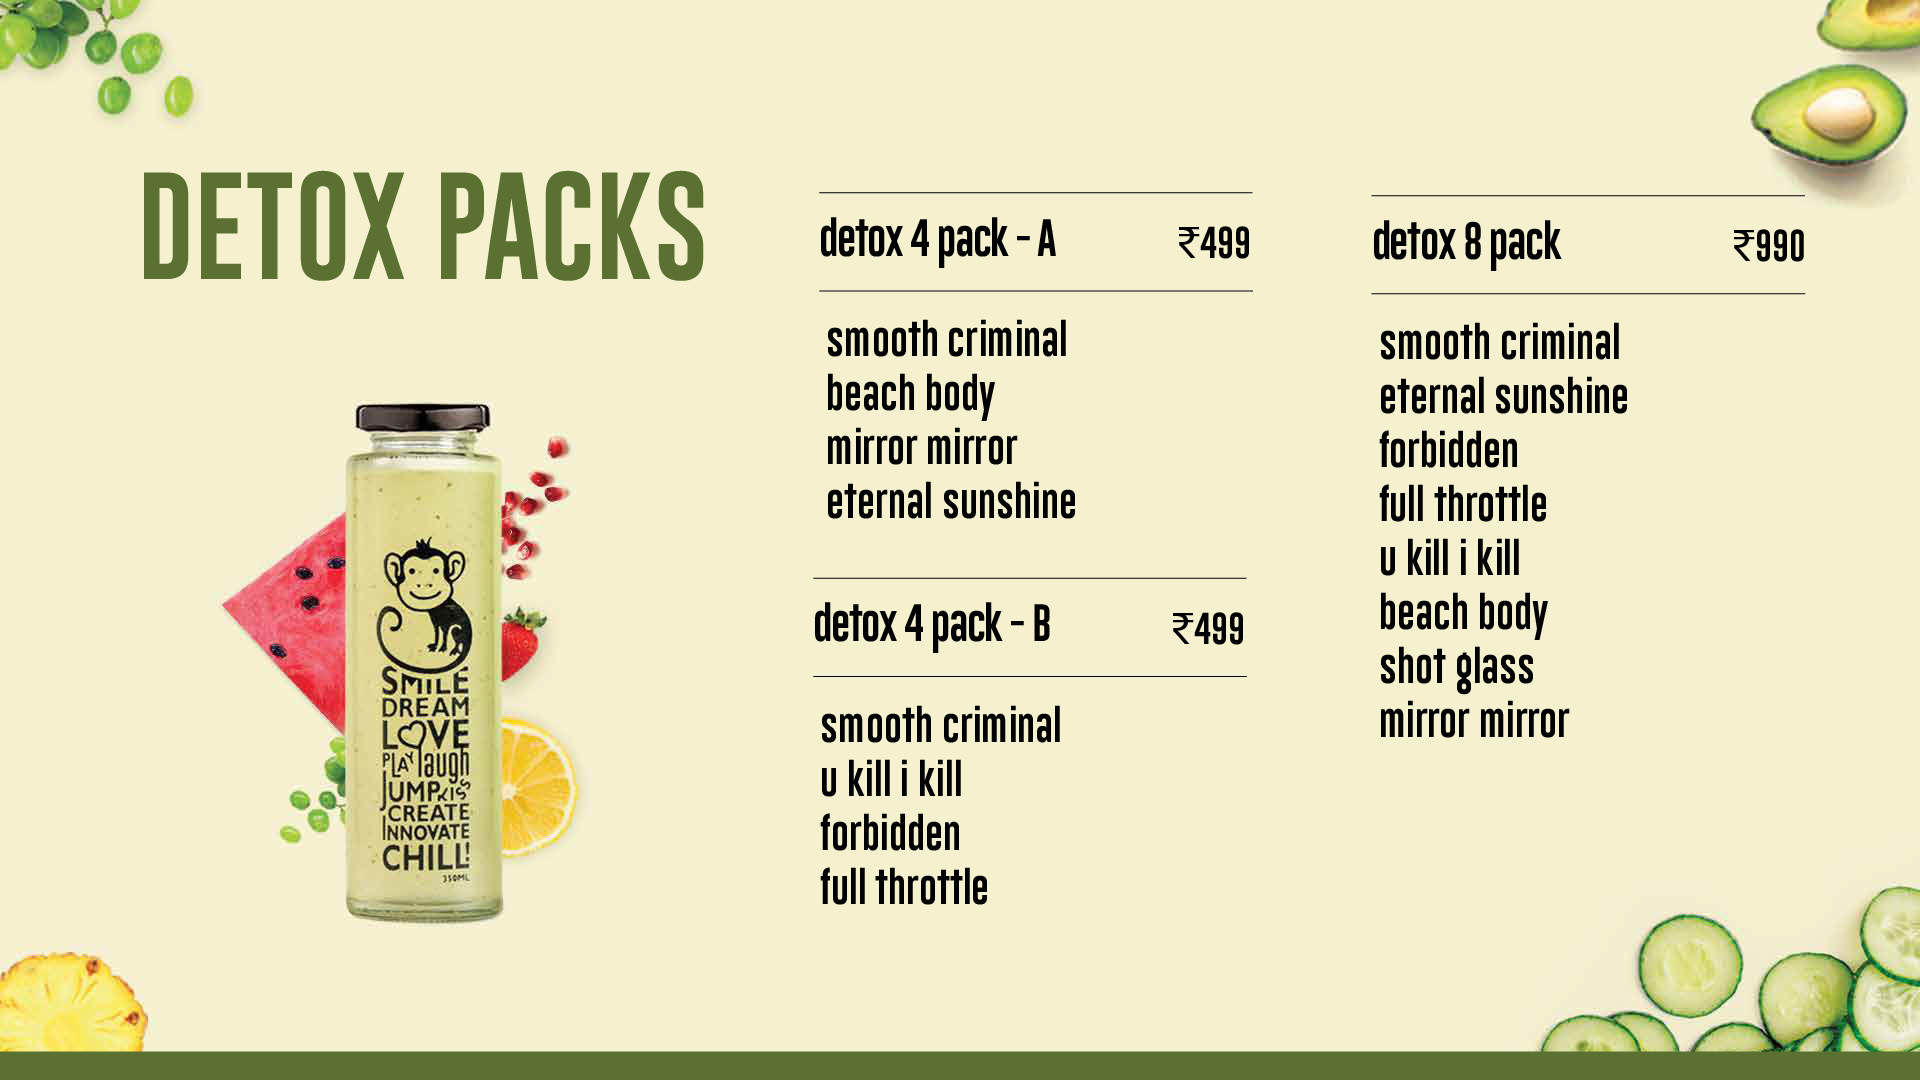 DETOX PACKS
detox 4 pack - A ₹499
smooth criminal
beach body
mirror mirror
eternal sunshine
detox 4 pack - B ₹499
smooth criminal
u kill i kill
forbidden
full throttle
detox 8 pack ₹990
smooth criminal
eternal sunshine
forbidden
full throttle
u kill i kill
beach body
shot glass
mirror mirror
SMILE
DREAM
LOVE
PLAY laugh
JUMP KISS
CREATE
INNOVATE
CHILL!
350ML